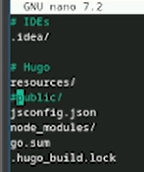 GNU nano 7.2
# IDEs
.idea/
# Hugo
resources/
#public/
jsconfig.json
node_modules/
go.sum
.hugo_build.lock